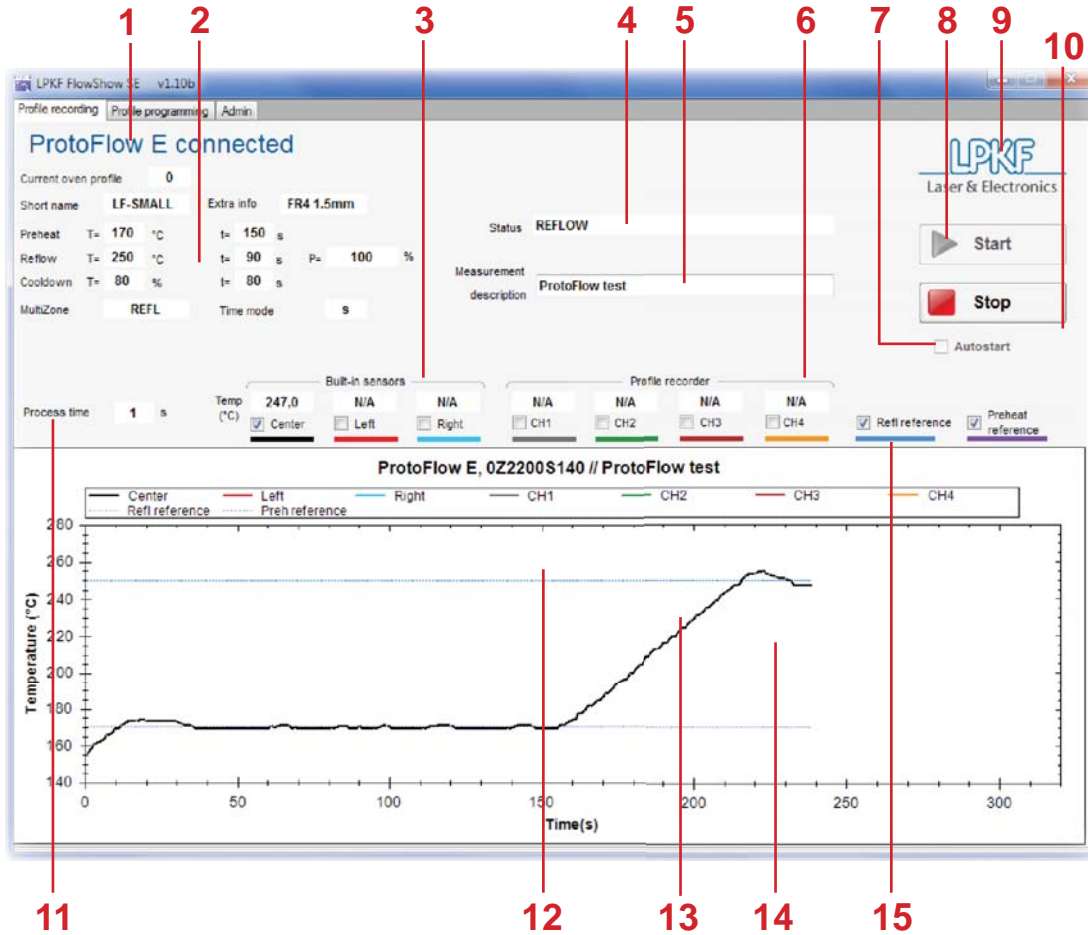 1 2 3 4 5 6 7 8 9 10
LPKF FlowShow SE v1.10b
Profile recording Profile programming Admin
ProtoFlow E connected
LPKF
Laser & Electronics
Current oven profile 0
Short name LF-SMALL Extra info FR4 1.5mm
Preheat T= 170 °C t= 150 s
Reflow T= 250 °C t= 90 s P= 100 %
Cooldown T= 80 % t= 80 s
MultiZone REFL Time mode s
Status REFLOW
Measurement
description ProtoFlow test
Start
Stop
Autostart
Built-in sensors Profile recorder
Process time 1 s
Temp
(°C)
247,0 N/A N/A N/A N/A N/A N/A
Center Left Right CH1 CH2 CH3 CH4 Refl reference Preheat
reference
ProtoFlow E, 0Z2200S140 // ProtoFlow test
Center Left Right CH1 CH2 CH3 CH4
Refl reference Preh reference
280
260
240
220
200
180
160
140
Temperature (°C)
0 50 100 150 200 250 300
Time(s)
11 12 13 14 15